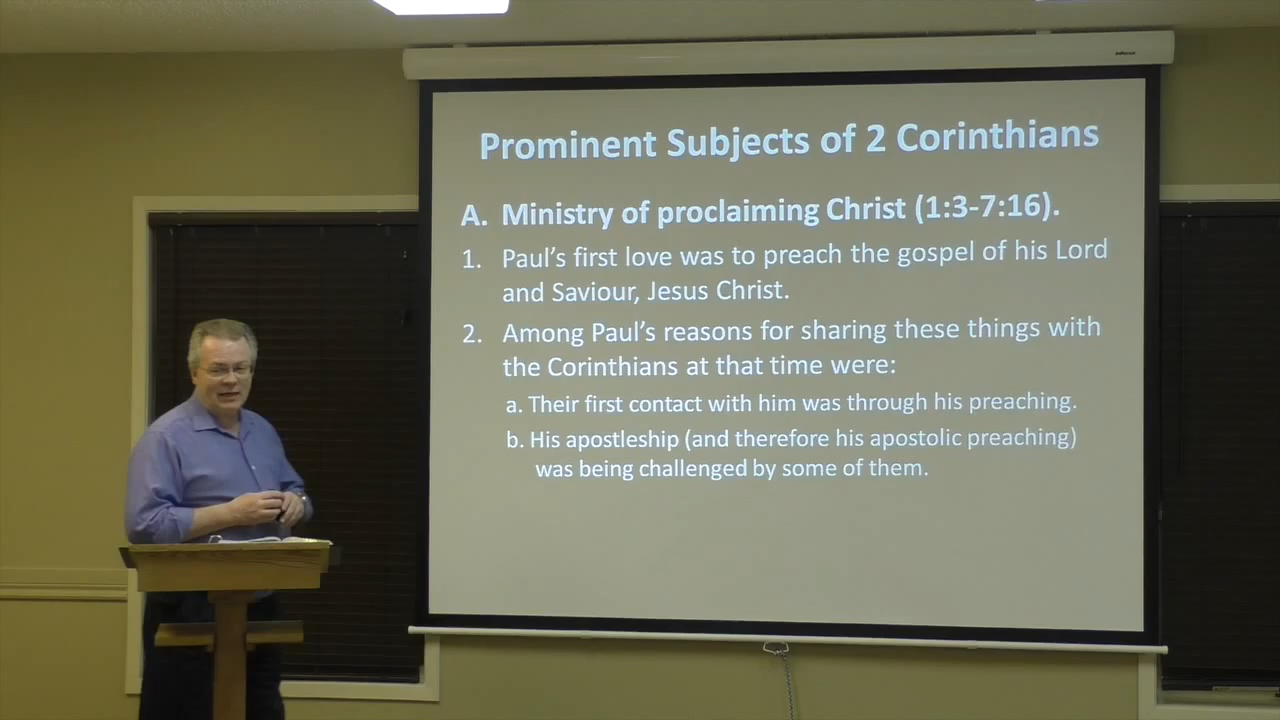 Prominent Subjects of 2 Corinthians
A. Ministry of proclaiming Christ (1:3-7:16).
1. Paul's first love was to preach the gospel of his Lord
and Saviour, Jesus Christ.
2. Among Paul's reasons for sharing these things with
the Corinthians at that time were:
a. Their first contact with him was through his preaching.
b. His apostleship (and therefore his apostolic preaching)
was being challenged by some of them.